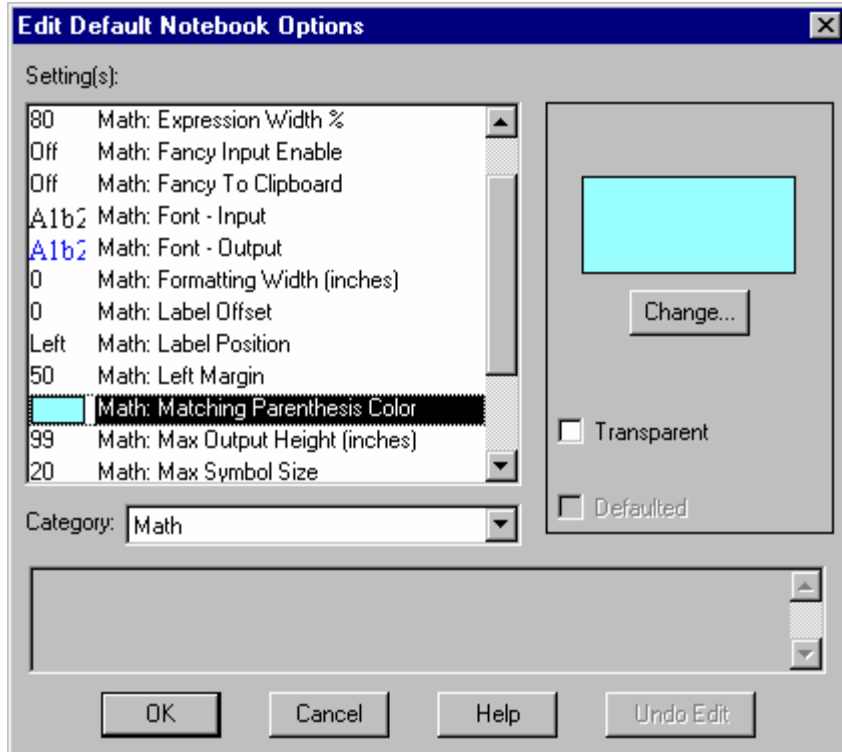 Edit Default Notebook Options
Setting(s):
80 Math: Expression Width %
Off Math: Fancy Input Enable
Off Math: Fancy To Clipboard
A1b2 Math: Font - Input
A1b2 Math: Font - Output
0 Math: Formatting Width (inches)
0 Math: Label Offset
Left Math: Label Position
50 Math: Left Margin
Math: Matching Parenthesis Color
99 Math: Max Output Height (inches)
20 Math: Max Symbol Size
Change...
Transparent
Defaulted
Category: Math
OK Cancel Help Undo Edit